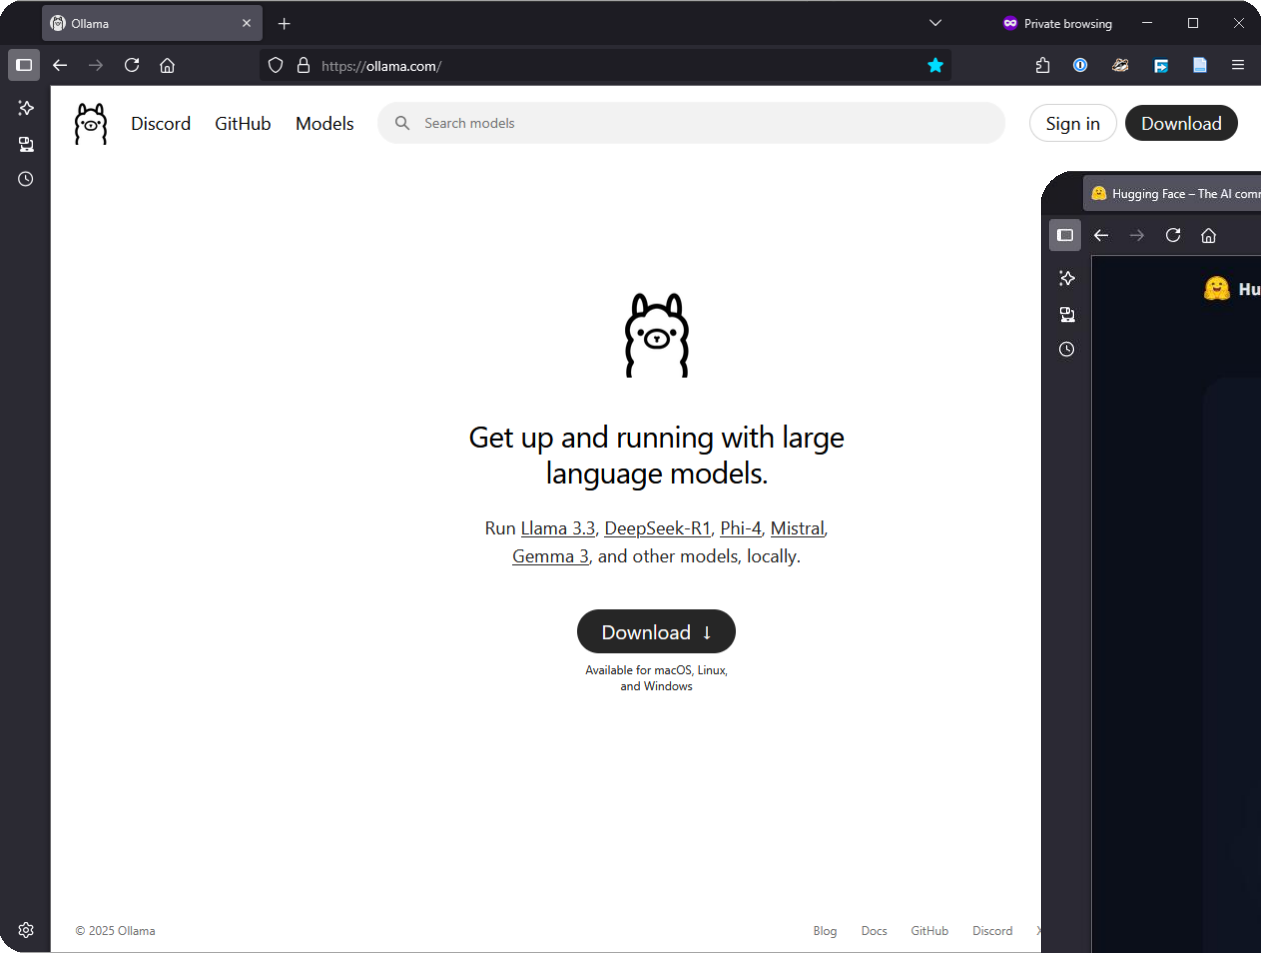 Ollama
Private browsing
https://ollama.com/
Discord
GitHub
Models
Search models
Sign in
Download
Hugging Face – The AI
Get up and running with large
language models.
Run Llama 3.3, DeepSeek-R1, Phi-4, Mistral,
Gemma 3, and other models, locally.
Download ↓
Available for macOS, Linux,
and Windows
© 2025 Ollama
Blog
Docs
GitHub
Discord